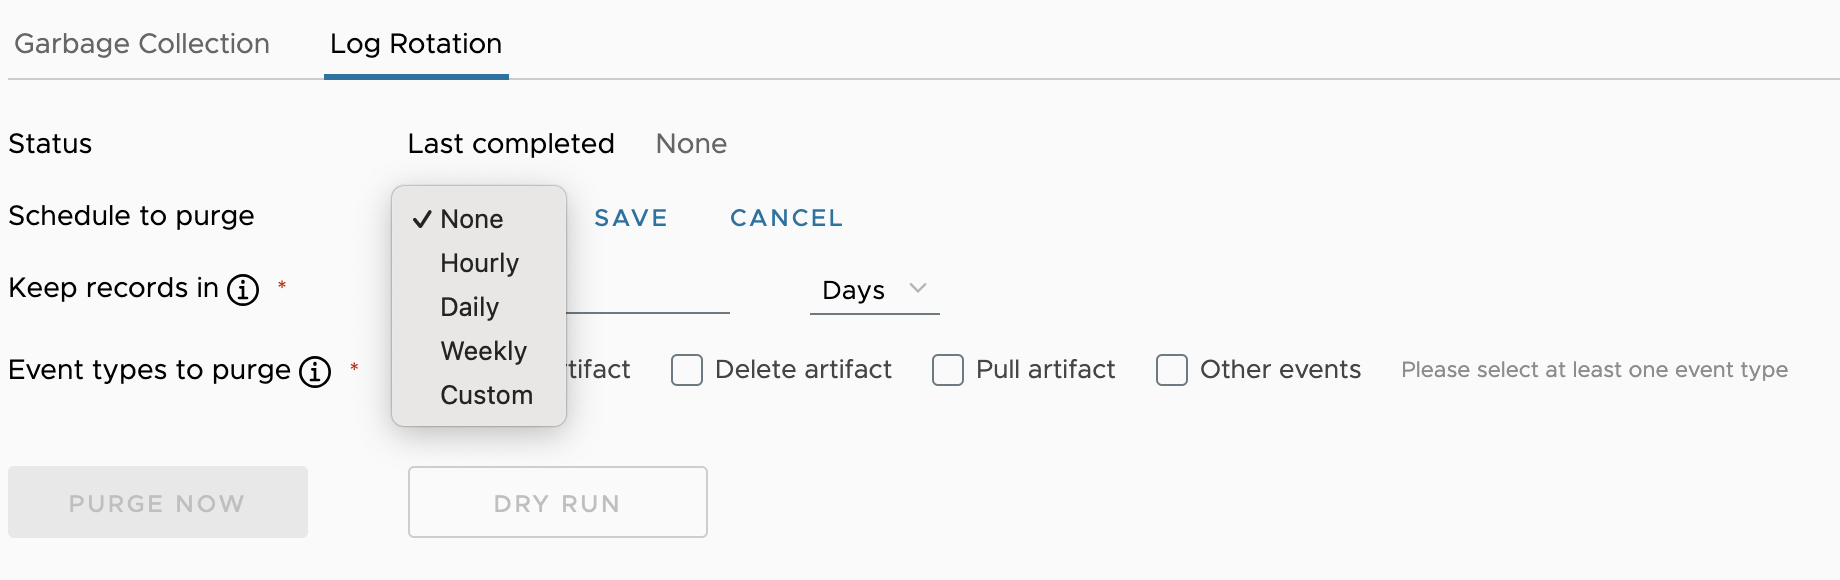 Garbage Collection Log Rotation
Status Last completed None
Schedule to purge None SAVE CANCEL
Hourly
Keep records in * Days
Daily
Weekly
Event types to purge * Delete artifact Pull artifact Other events Please select at least one event type
Custom
PURGE NOW DRY RUN